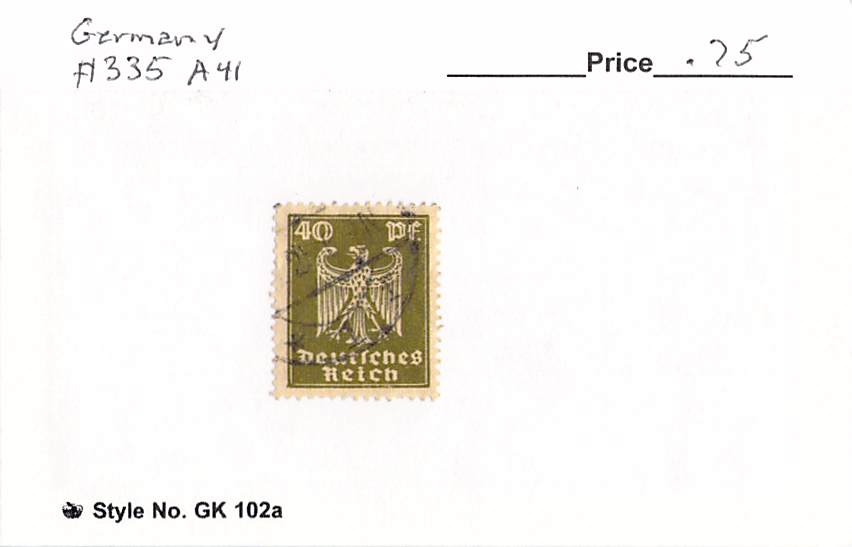 Germany
#335 A41
Price .75
40 Pf
Deutsches
Reich
Style No. GK 102a